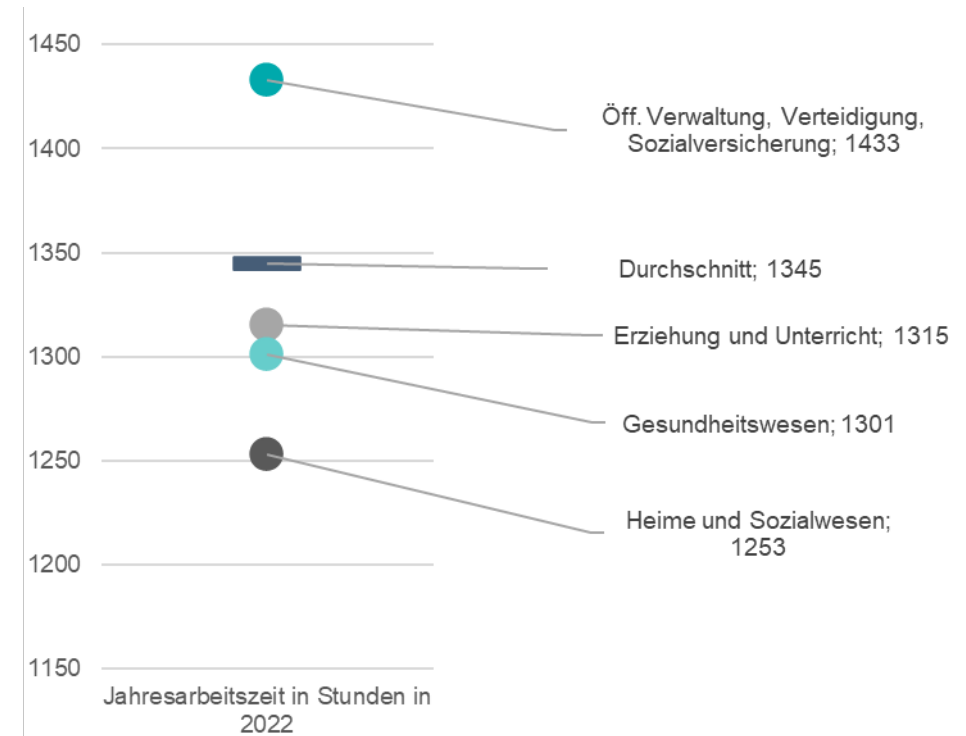 1450
1400
1350
1300
1250
1200
1150
Öff. Verwaltung, Verteidigung,
Sozialversicherung; 1433
Durchschnitt; 1345
Erziehung und Unterricht; 1315
Gesundheitswesen; 1301
Heime und Sozialwesen;
1253
Jahresarbeitszeit in Stunden in
2022